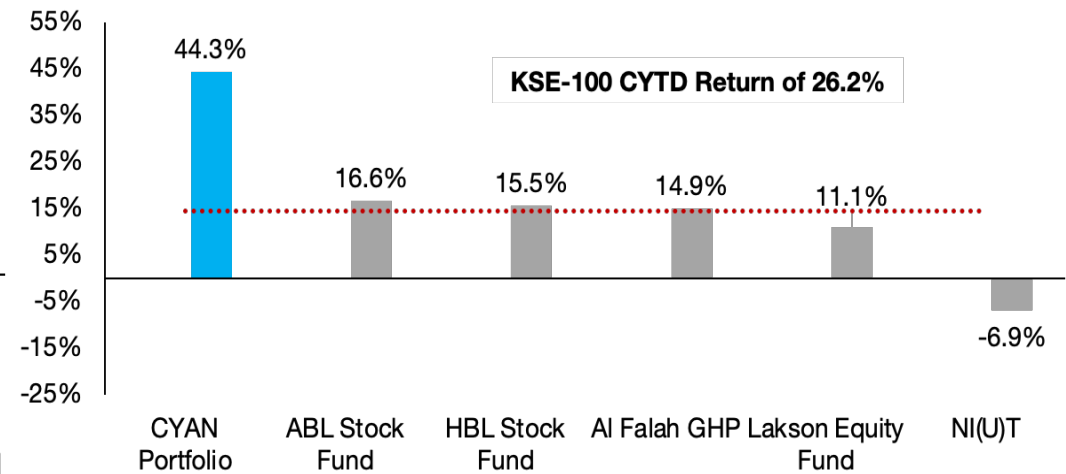 55%
45%
35%
25%
15%
5%
-5%
-15%
-25%
KSE-100 CYTD Return of 26.2%
44.3%
16.6%
15.5%
14.9%
11.1%
-6.9%
CYAN Portfolio
ABL Stock Fund
HBL Stock Fund
Al Falah GHP
Lakson Equity Fund
NI(U)T